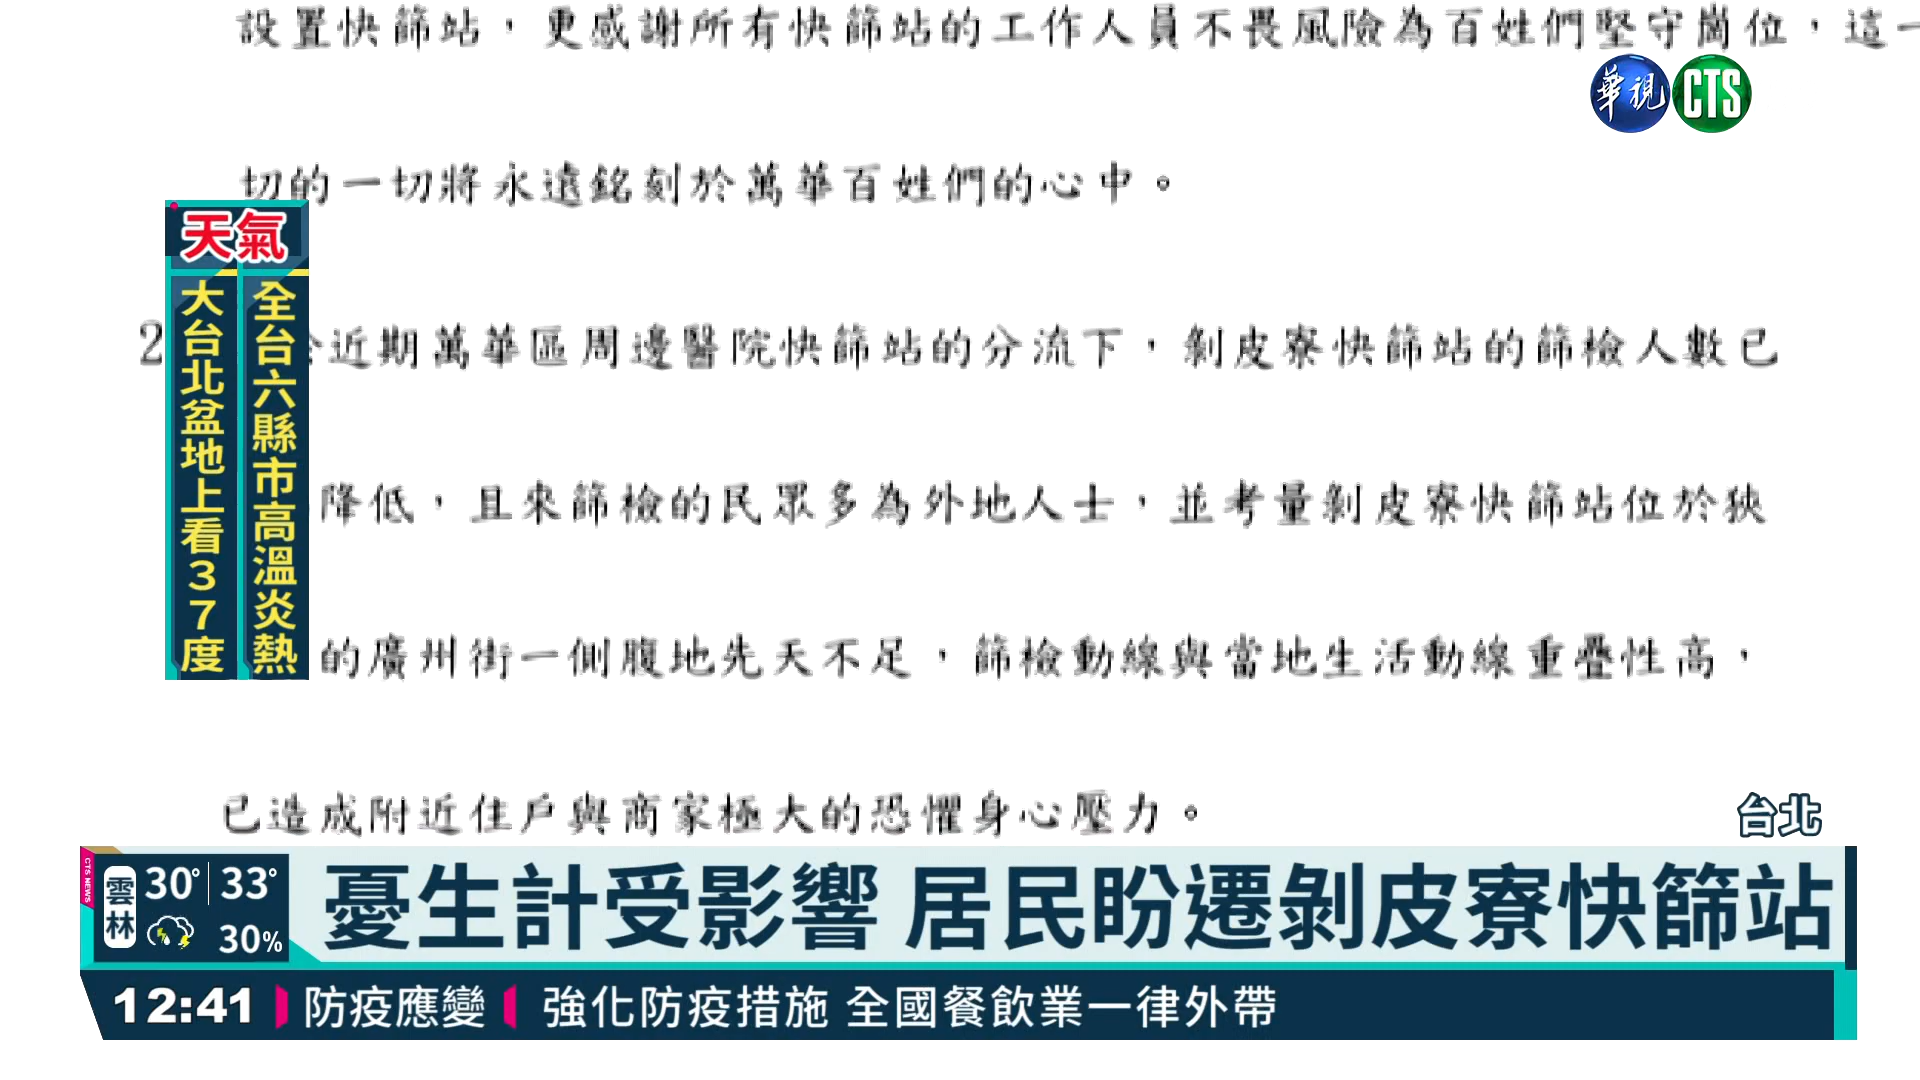 設置快篩站，更感謝所有快篩站的工作人員不畏風險為百姓們堅守崗位，這一
華視 CTS
切的一切將永遠銘刻於萬華百姓們的心中。
天氣
全台六縣市高溫炎熱
大台北盆地上看37度
2 近期萬華區周邊醫院快篩站的分流下，剝皮寮快篩站的篩檢人數已
降低，且來篩檢的民眾多為外地人士，並考量剝皮寮快篩站位於狹
的廣州街一側腹地先天不足，篩檢動線與當地生活動線重疊性高，
已造成附近住戶與商家極大的恐懼身心壓力。
台北
CTS NEWS
雲林 30° 33° 30%
憂生計受影響 居民盼遷剝皮寮快篩站
12:41 防疫應變 強化防疫措施 全國餐飲業一律外帶